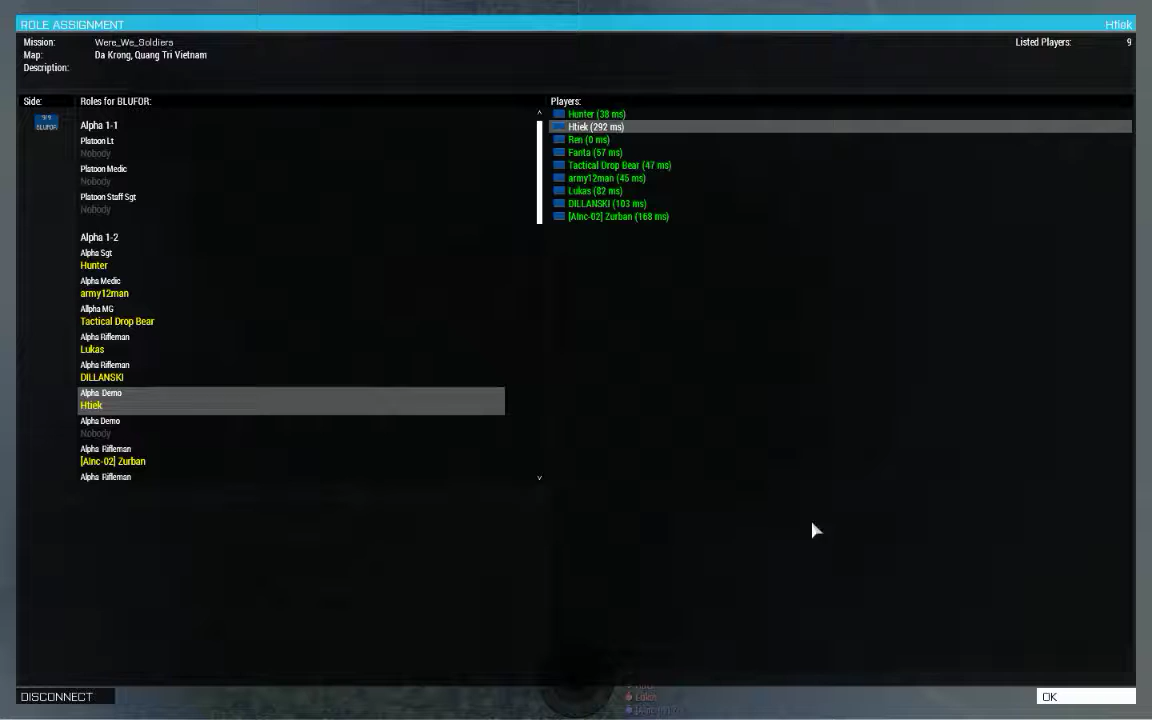 ROLE ASSIGNMENT
Htiek
Mission: Were_We_Soldiers
Listed Players: 9
Map: Da Krong, Quang Tri Vietnam
Description:
Side:
BLUFOR
Roles for BLUFOR:
Alpha 1-1
Platoon Lt
Nobody
Platoon Medic
Nobody
Platoon Staff Sgt
Nobody
Alpha 1-2
Alpha Sgt
Hunter
Alpha Medic
army12man
Allpha MG
Tactical Drop Bear
Alpha Rifleman
Lukas
Alpha Rifleman
DILLANSKI
Alpha Demo
Htiek
Alpha Demo
Nobody
Alpha Rifleman
[AInc-02] Zurban
Alpha Rifleman
Players:
Hunter (38 ms)
Htiek (292 ms)
Ren (0 ms)
Fanta (57 ms)
Tactical Drop Bear (47 ms)
army12man (45 ms)
Lukas (82 ms)
DILLANSKI (103 ms)
[AInc-02] Zurban (168 ms)
DISCONNECT
OK